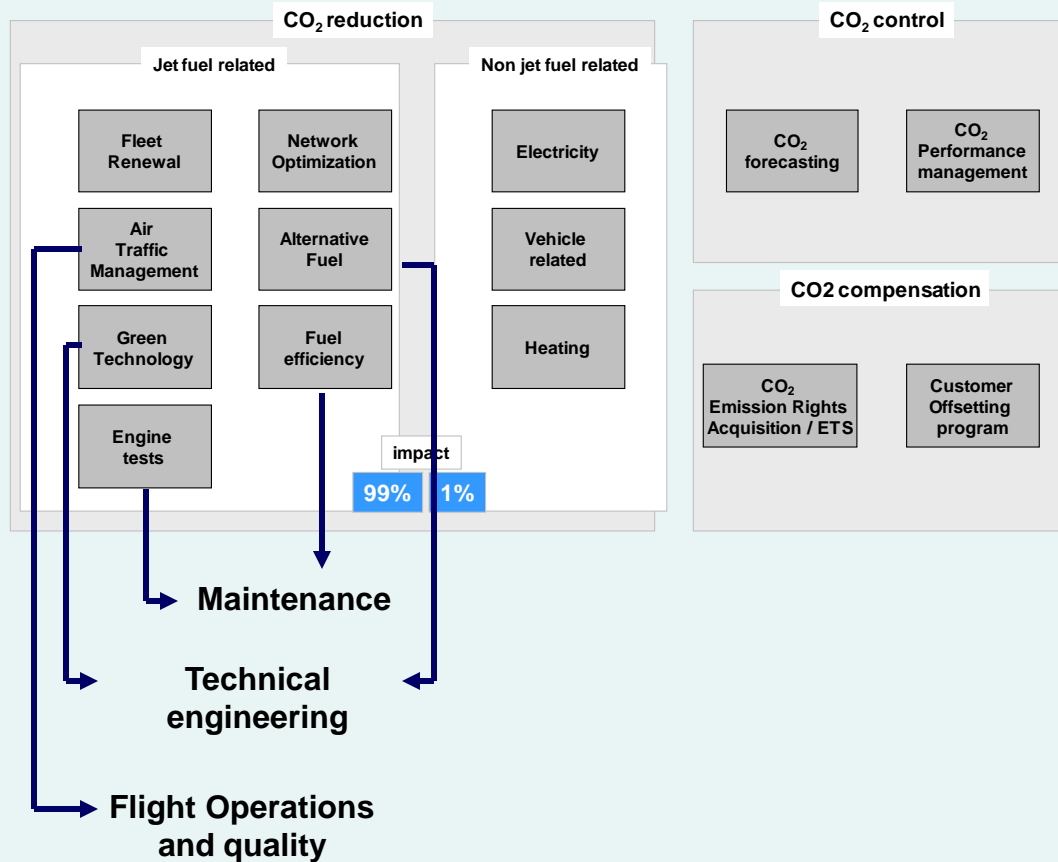 CO₂ reduction
Jet fuel related
Fleet
Renewal
Network
Optimization
Air
Traffic
Management
Alternative
Fuel
Green
Technology
Fuel
efficiency
Engine
tests
Non jet fuel related
Electricity
Vehicle
related
Heating
impact
99%
1%
CO₂ control
CO₂
forecasting
CO₂
Performance
management
CO2 compensation
CO₂
Emission Rights
Acquisition / ETS
Customer
Offsetting
program
Maintenance
Technical
engineering
Flight Operations
and quality